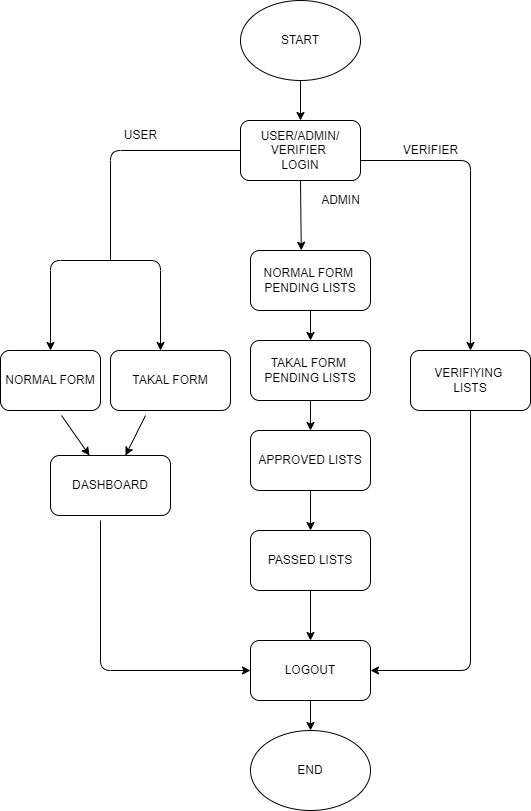 START
USER
USER/ADMIN/
VERIFIER
LOGIN
VERIFIER
ADMIN
NORMAL FORM
PENDING LISTS
NORMAL FORM
TAKAL FORM
TAKAL FORM
PENDING LISTS
VERIFIYING
LISTS
DASHBOARD
APPROVED LISTS
PASSED LISTS
LOGOUT
END